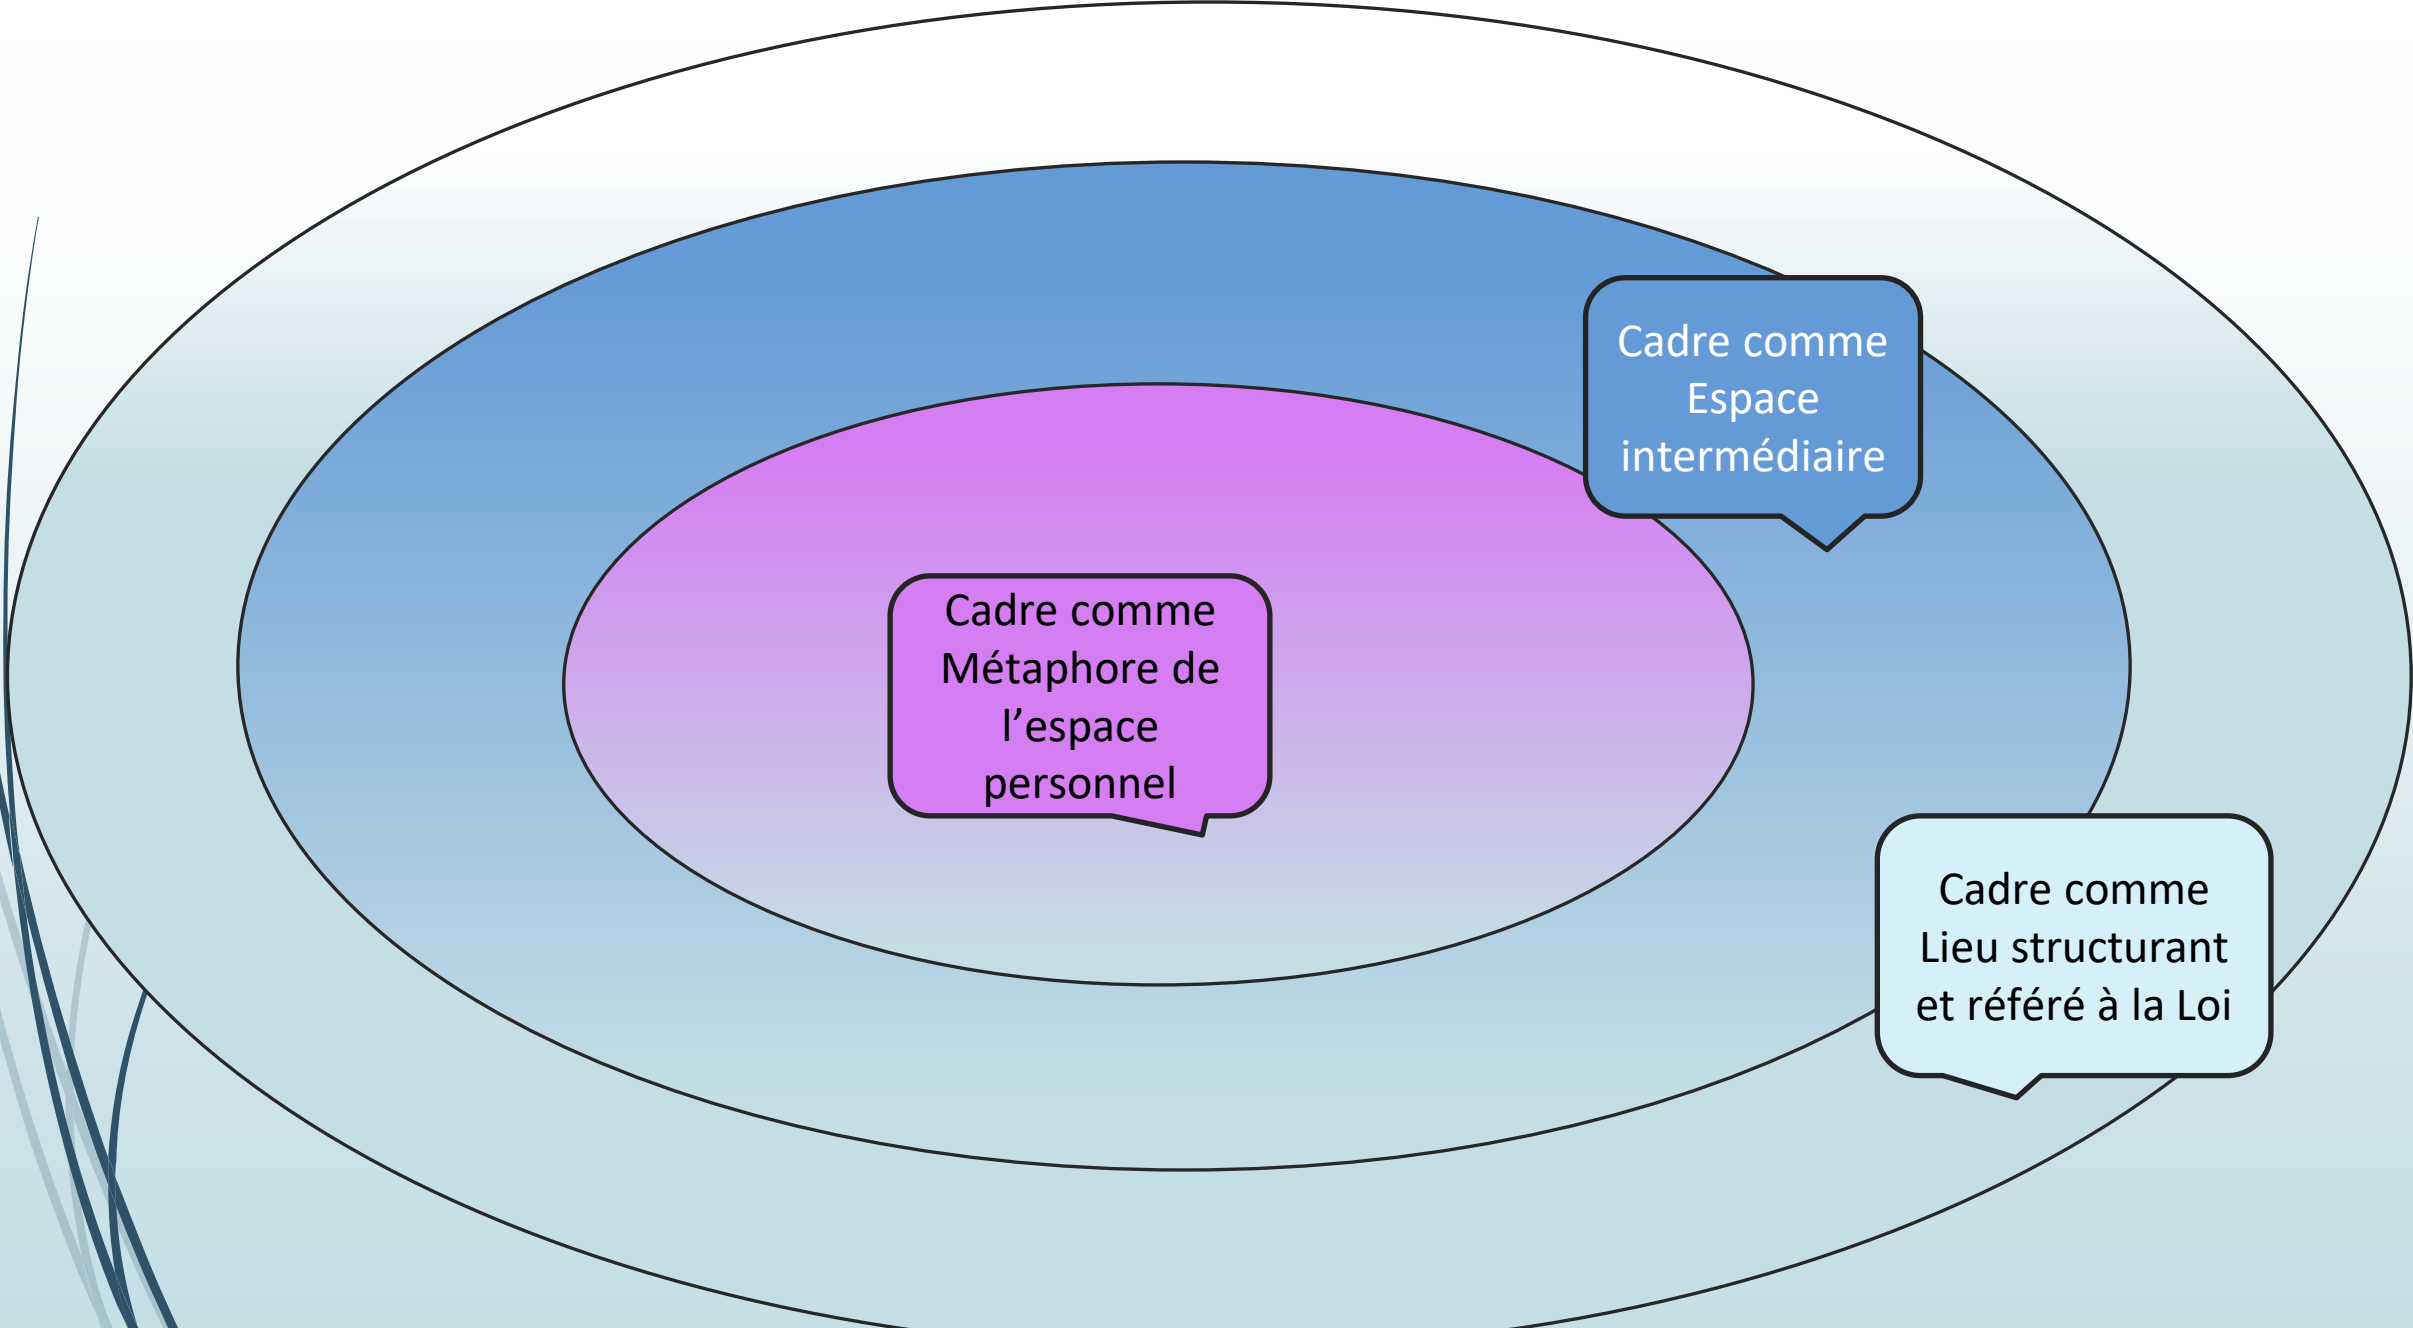 Cadre comme
Espace
intermédiaire
Cadre comme
Métaphore de
l’espace
personnel
Cadre comme
Lieu structurant
et référé à la Loi